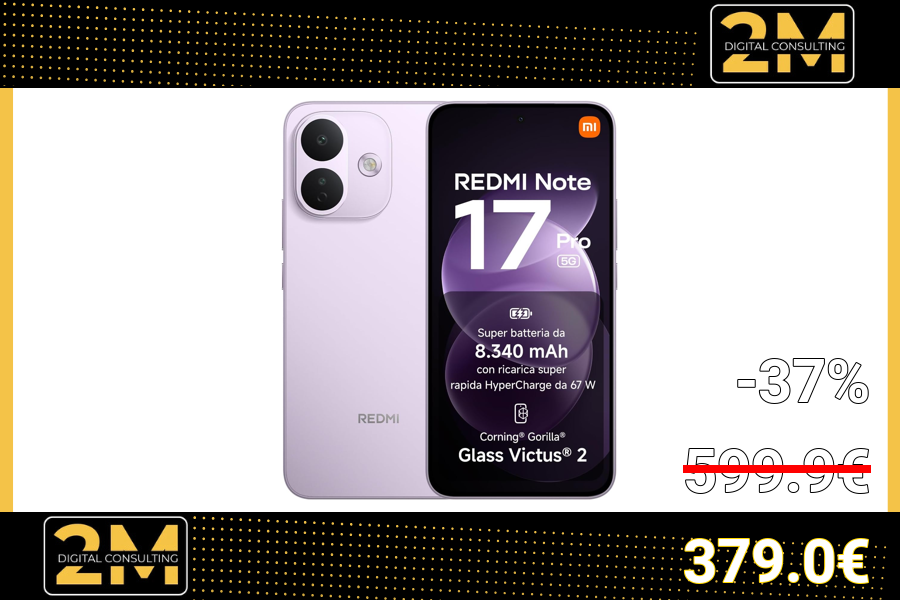 2M
DIGITAL CONSULTING
mi
REDMI Note
17
Pro
5G
Super batteria da
8.340 mAh
con ricarica super
rapida HyperCharge da 67 W
Corning® Gorilla®
Glass Victus® 2
REDMI
-37%
599.9€
2M
DIGITAL CONSULTING
379.0€